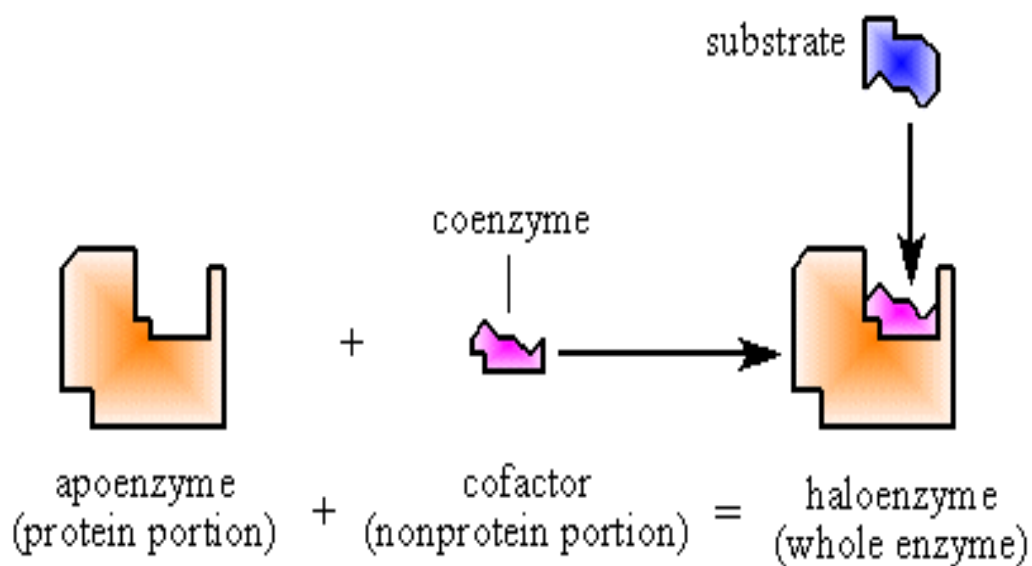 substrate
coenzyme
+
apoenzyme
(protein portion)
+
cofactor
(nonprotein portion)
=
haloenzyme
(whole enzyme)